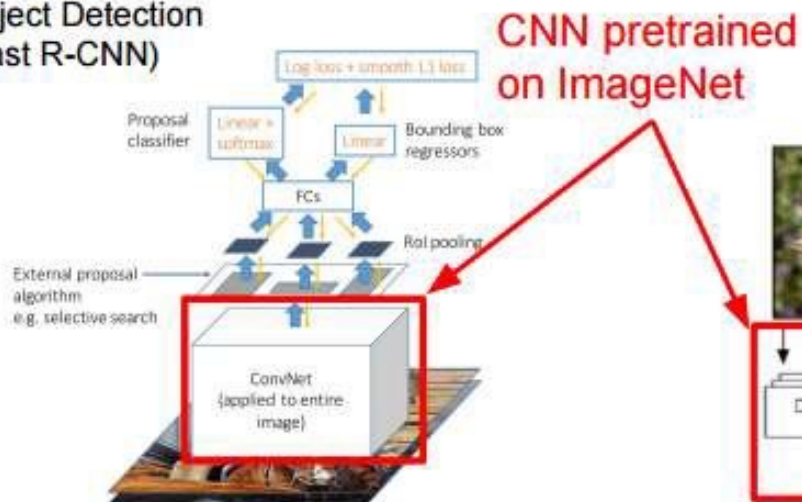 ject Detection
ast R-CNN)
CNN pretrained
on ImageNet
Log loss + smooth L1 loss
Proposal
classifier
Linear +
softmax
Linear
Bounding box
regressors
FCs
RoI pooling
External proposal
algorithm
e.g. selective search
ConvNet
(applied to entire
image)